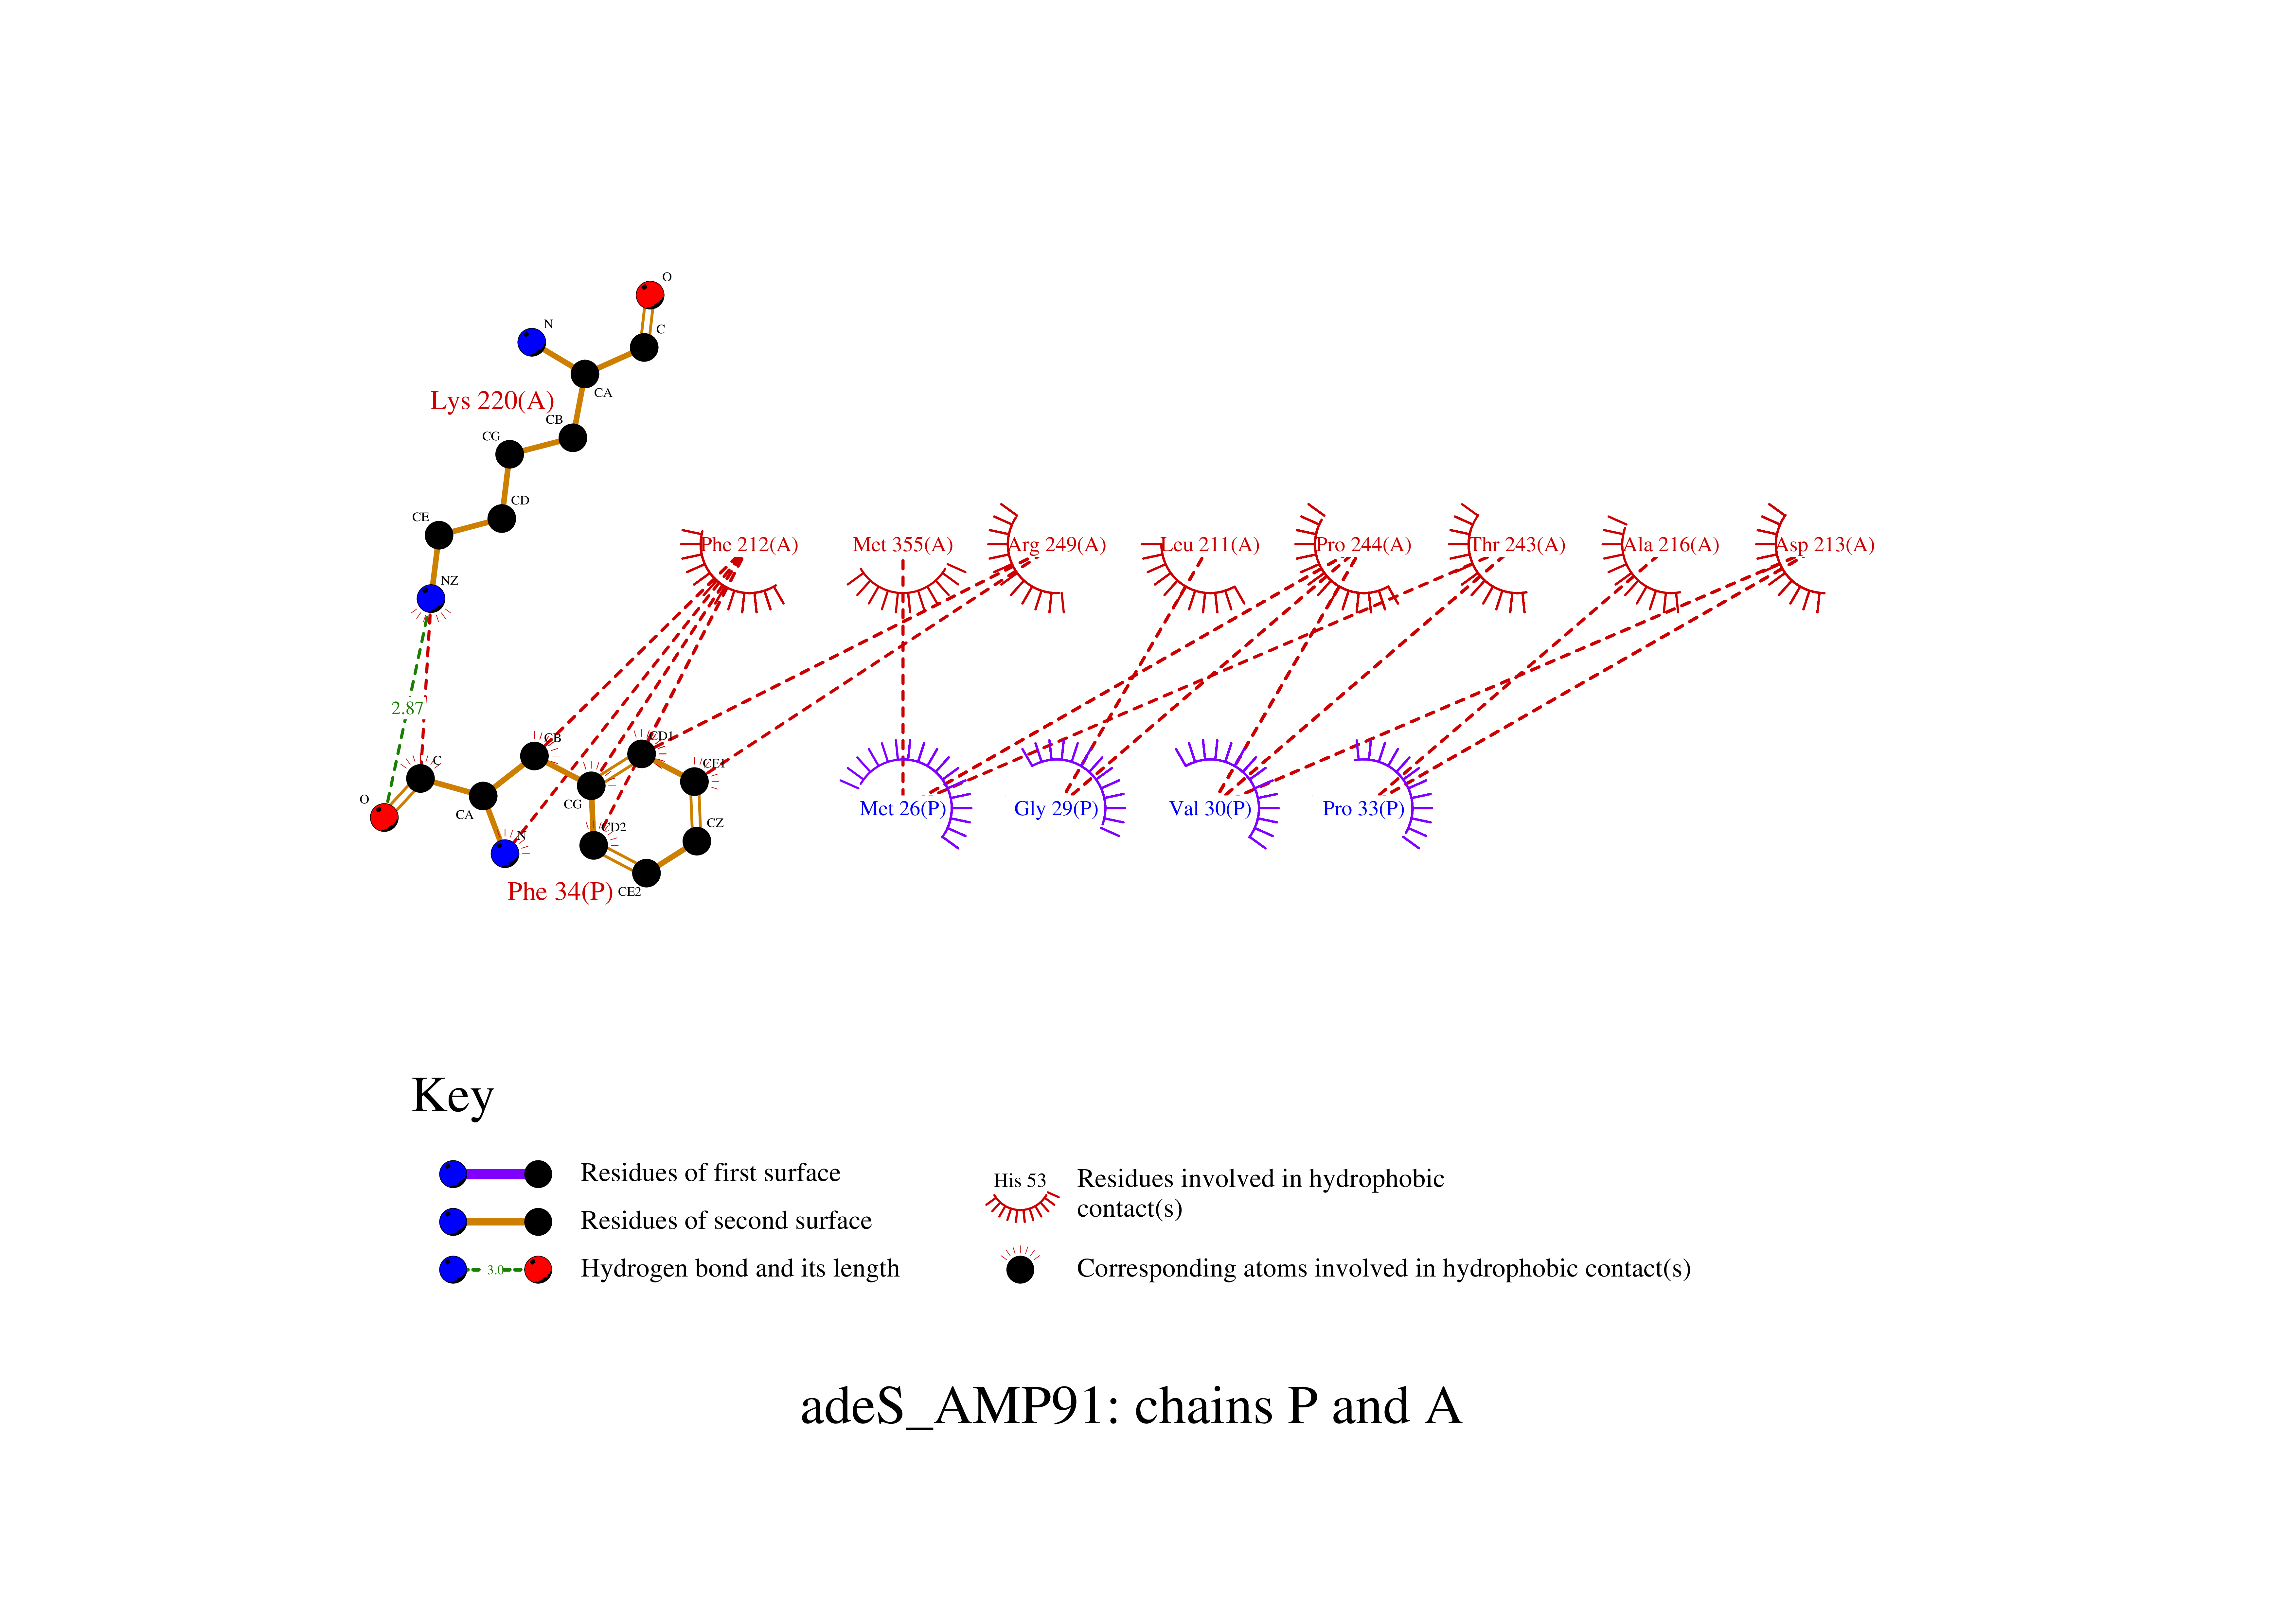 O
N
C
CA
Lys 220(A)
CB
CG
CD
CE
NZ
Phe 212(A)
Met 355(A)
Arg 249(A)
Leu 211(A)
Pro 244(A)
Thr 243(A)
Ala 216(A)
Asp 213(A)
2.87
CB
CD1
C
CE1
O
CA
CG
CZ
CD2
N
Phe 34(P)
CE2
Met 26(P)
Gly 29(P)
Val 30(P)
Pro 33(P)
Key
Residues of first surface
Residues of second surface
3.0
Hydrogen bond and its length
His 53
Residues involved in hydrophobic
contact(s)
Corresponding atoms involved in hydrophobic contact(s)
adeS_AMP91: chains P and A